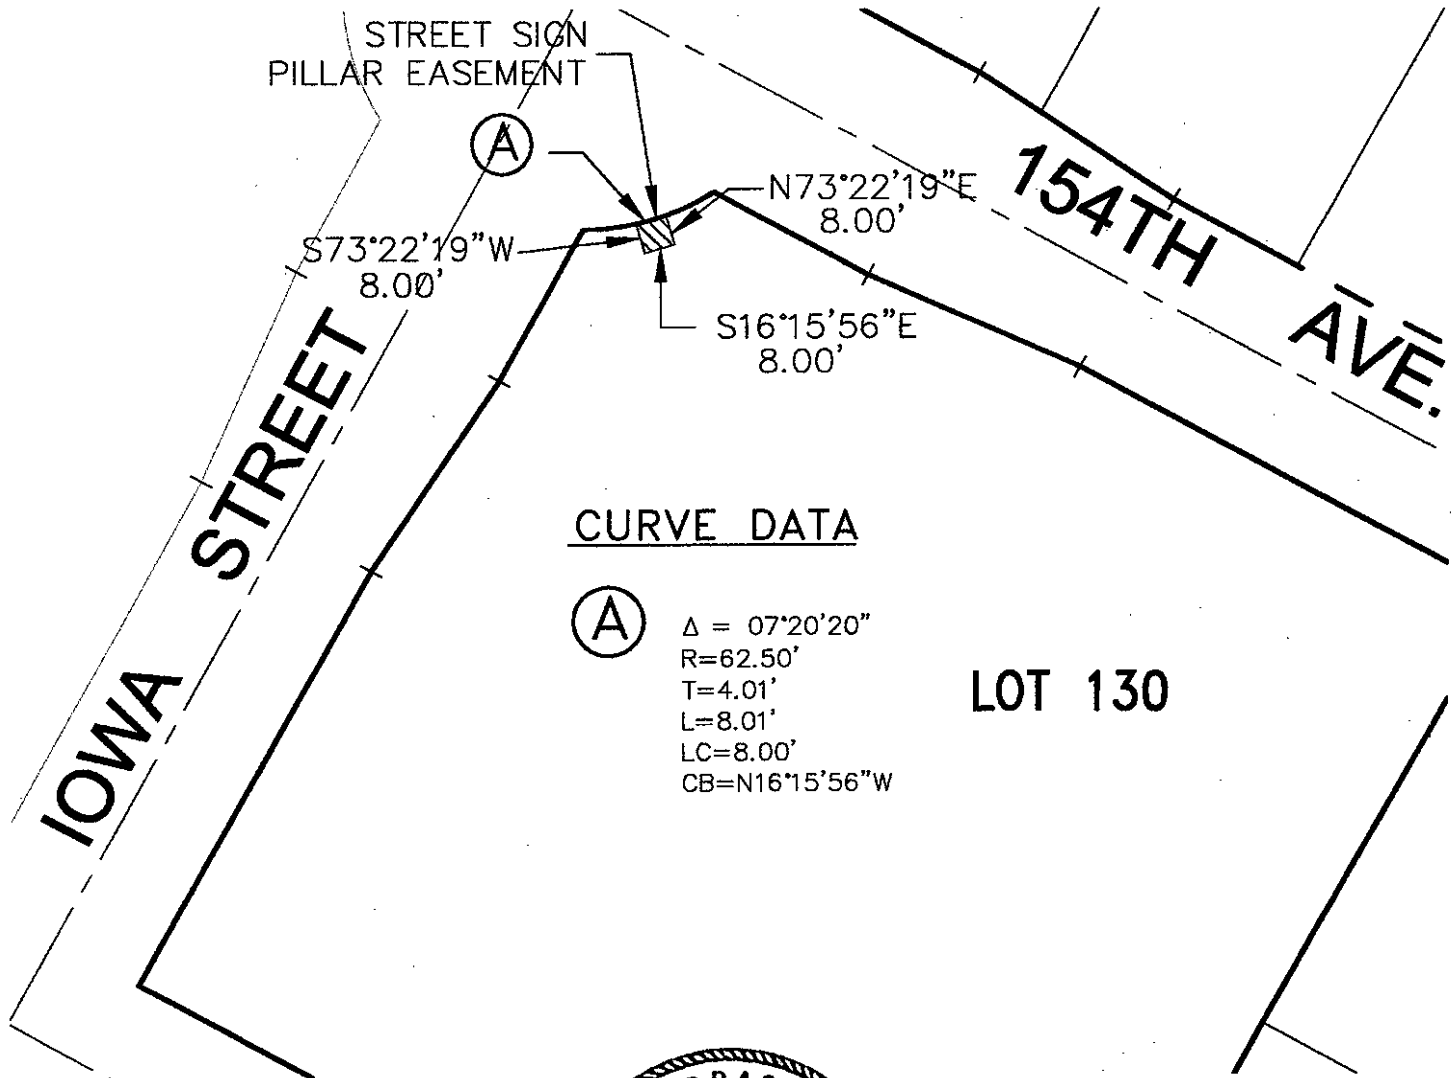 STREET SIGN
PILLAR EASEMENT
A
N73°22'19"E
8.00'
S73°22'19"W
8.00'
S16°15'56"E
8.00'
154TH AVE.
IOWA STREET
CURVE DATA
A
Δ = 07°20'20"
R=62.50'
T=4.01'
L=8.01'
LC=8.00'
CB=N16°15'56"W
LOT 130